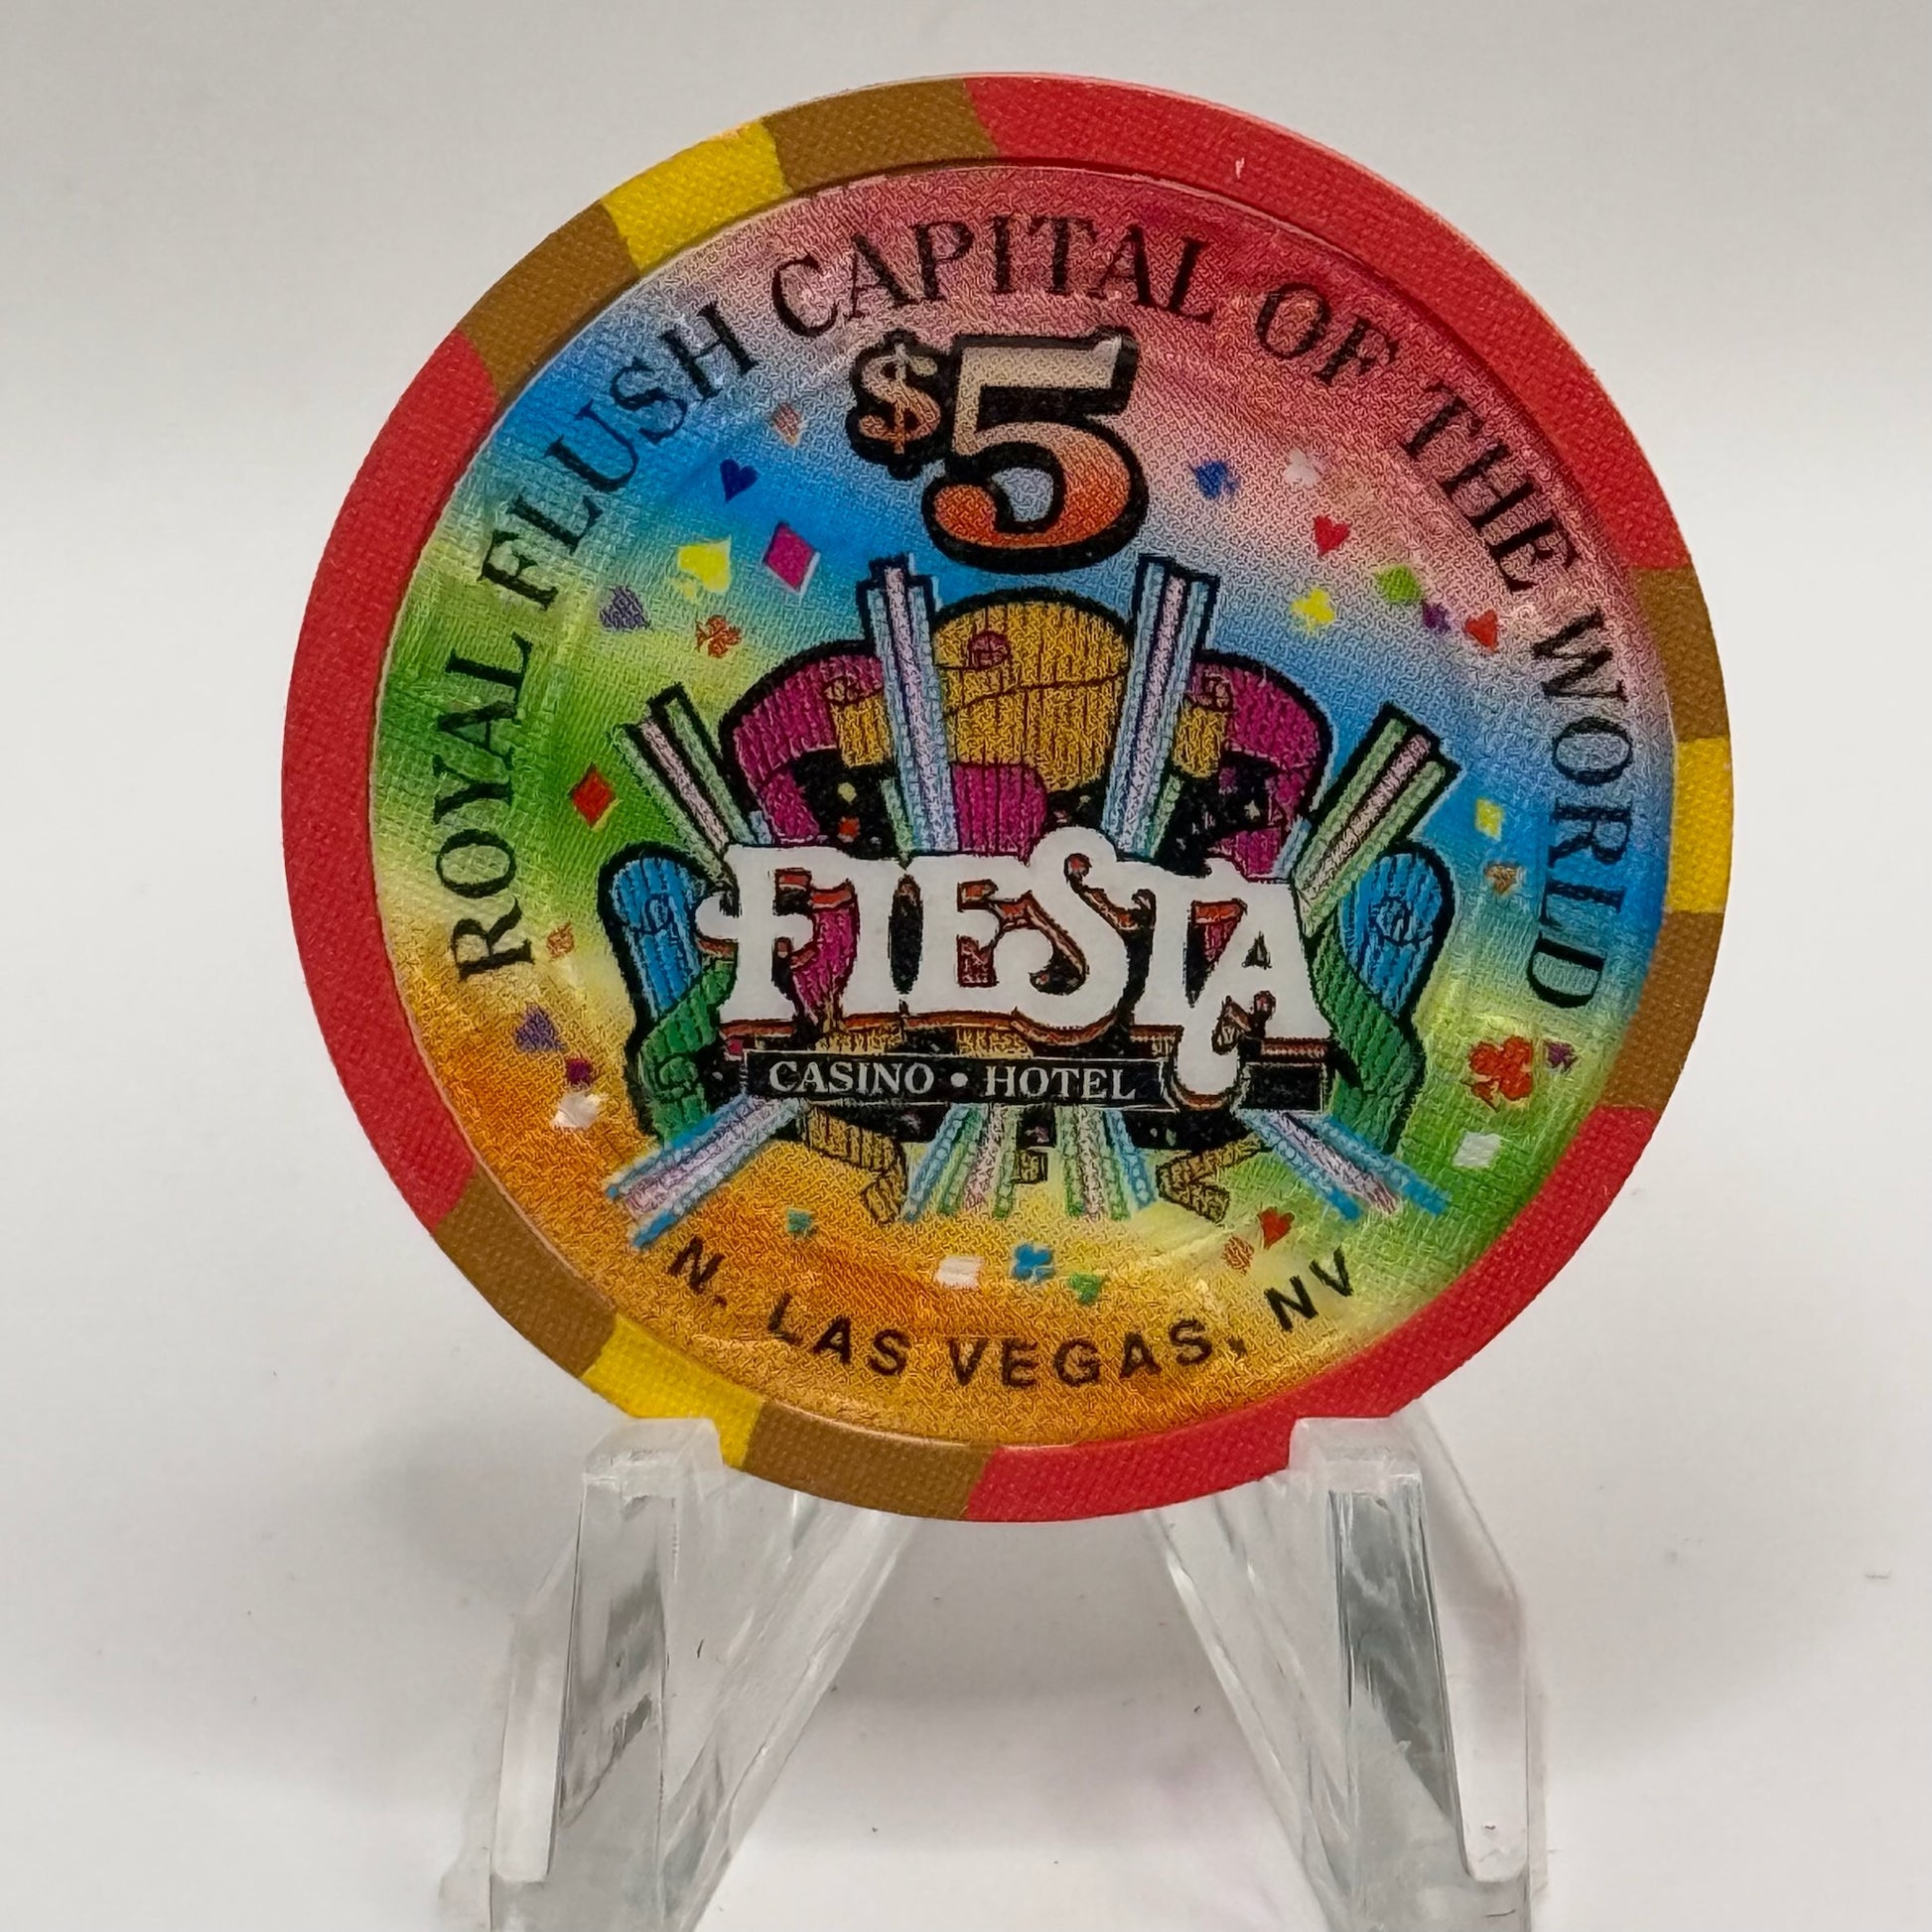 ROYAL FLUSH CAPITAL OF THE WORLD
$5
FIESTA
CASINO • HOTEL
N. LAS VEGAS, NV